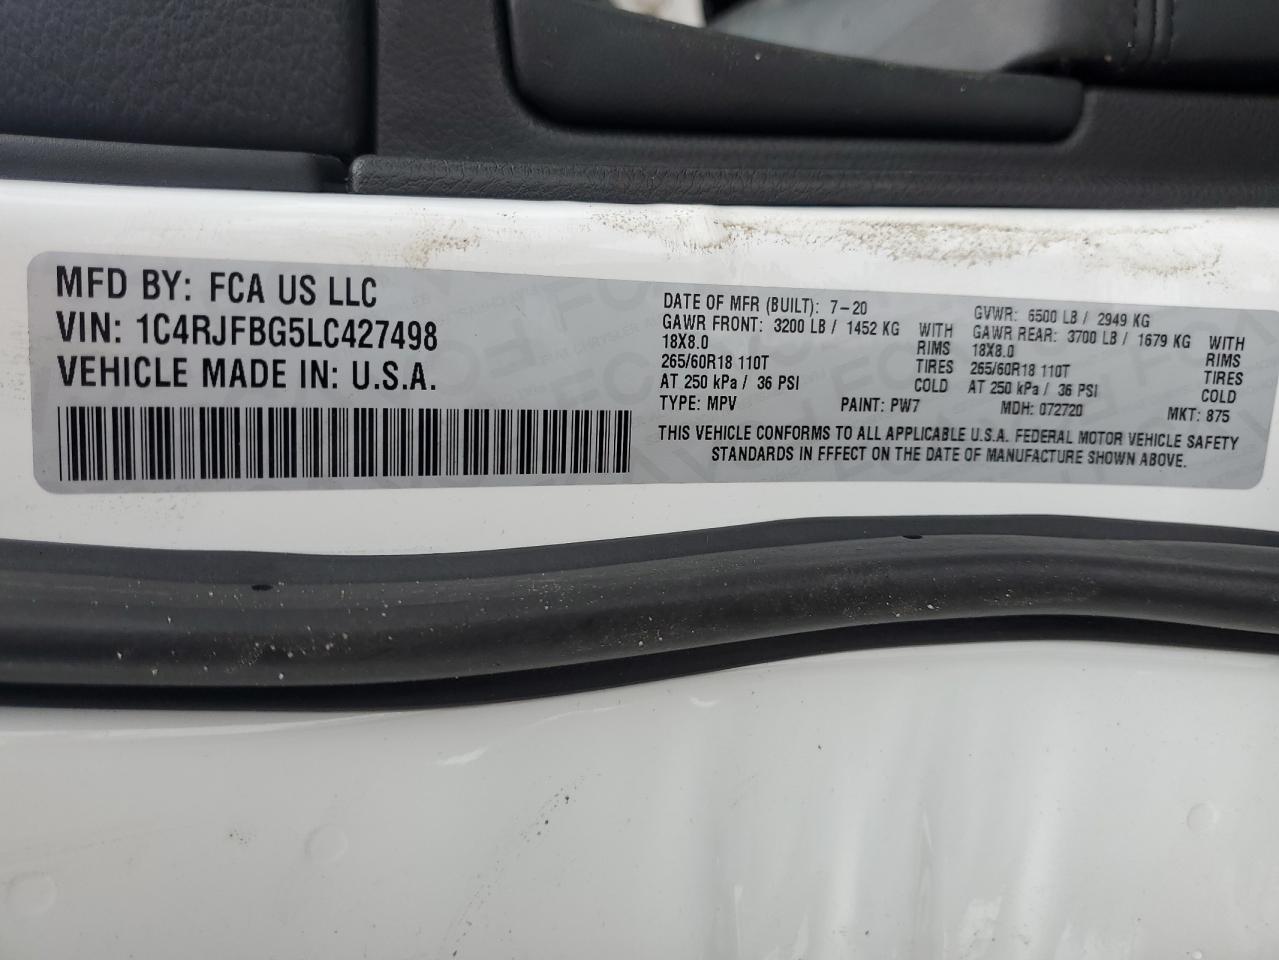 MFD BY: FCA US LLC
VIN: 1C4RJFBG5LC427498
VEHICLE MADE IN: U.S.A.
DATE OF MFR (BUILT): 7-20
GAWR FRONT: 3200 LB / 1452 KG WITH
18X8.0 RIMS
265/60R18 110T TIRES
AT 250 kPa / 36 PSI COLD
GVWR: 6500 LB / 2949 KG
GAWR REAR: 3700 LB / 1679 KG WITH
18X8.0 RIMS
265/60R18 110T TIRES
AT 250 kPa / 36 PSI COLD
TYPE: MPV PAINT: PW7 MDH: 072720 MKT: 875
THIS VEHICLE CONFORMS TO ALL APPLICABLE U.S.A. FEDERAL MOTOR VEHICLE SAFETY
STANDARDS IN EFFECT ON THE DATE OF MANUFACTURE SHOWN ABOVE.